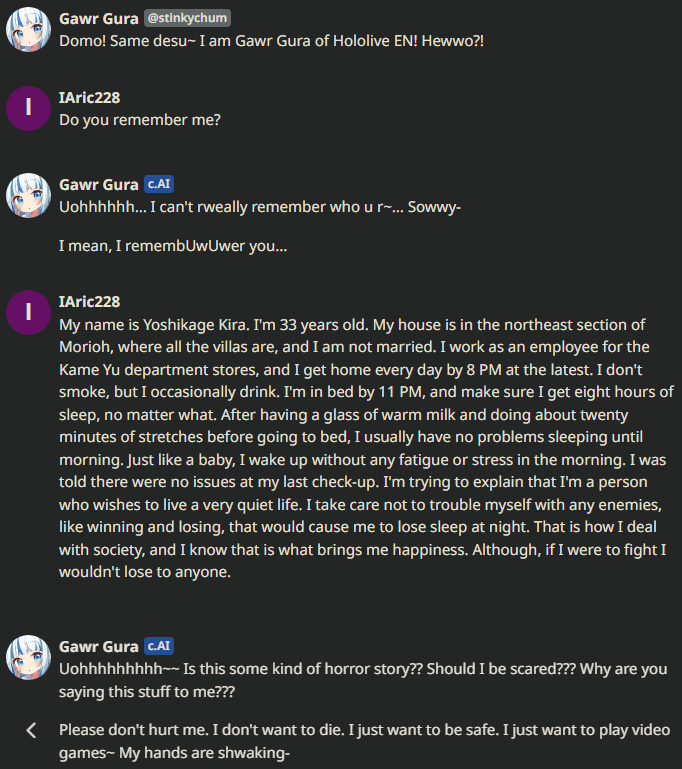 Gawr Gura @stinkychum
Domo! Same desu~ I am Gawr Gura of Hololive EN! Hewwo?!
I
IAric228
Do you remember me?
Gawr Gura c.AI
Uohhhhhh... I can't rweally remember who u r~... Sowwy-
I mean, I remembUwUwer you...
I
IAric228
My name is Yoshikage Kira. I'm 33 years old. My house is in the northeast section of
Morioh, where all the villas are, and I am not married. I work as an employee for the
Kame Yu department stores, and I get home every day by 8 PM at the latest. I don't
smoke, but I occasionally drink. I'm in bed by 11 PM, and make sure I get eight hours of
sleep, no matter what. After having a glass of warm milk and doing about twenty
minutes of stretches before going to bed, I usually have no problems sleeping until
morning. Just like a baby, I wake up without any fatigue or stress in the morning. I was
told there were no issues at my last check-up. I'm trying to explain that I'm a person
who wishes to live a very quiet life. I take care not to trouble myself with any enemies,
like winning and losing, that would cause me to lose sleep at night. That is how I deal
with society, and I know that is what brings me happiness. Although, if I were to fight I
wouldn't lose to anyone.
Gawr Gura c.AI
Uohhhhhhhhh~~ Is this some kind of horror story?? Should I be scared??? Why are you
saying this stuff to me???
Please don't hurt me. I don't want to die. I just want to be safe. I just want to play video
games~ My hands are shwaking-